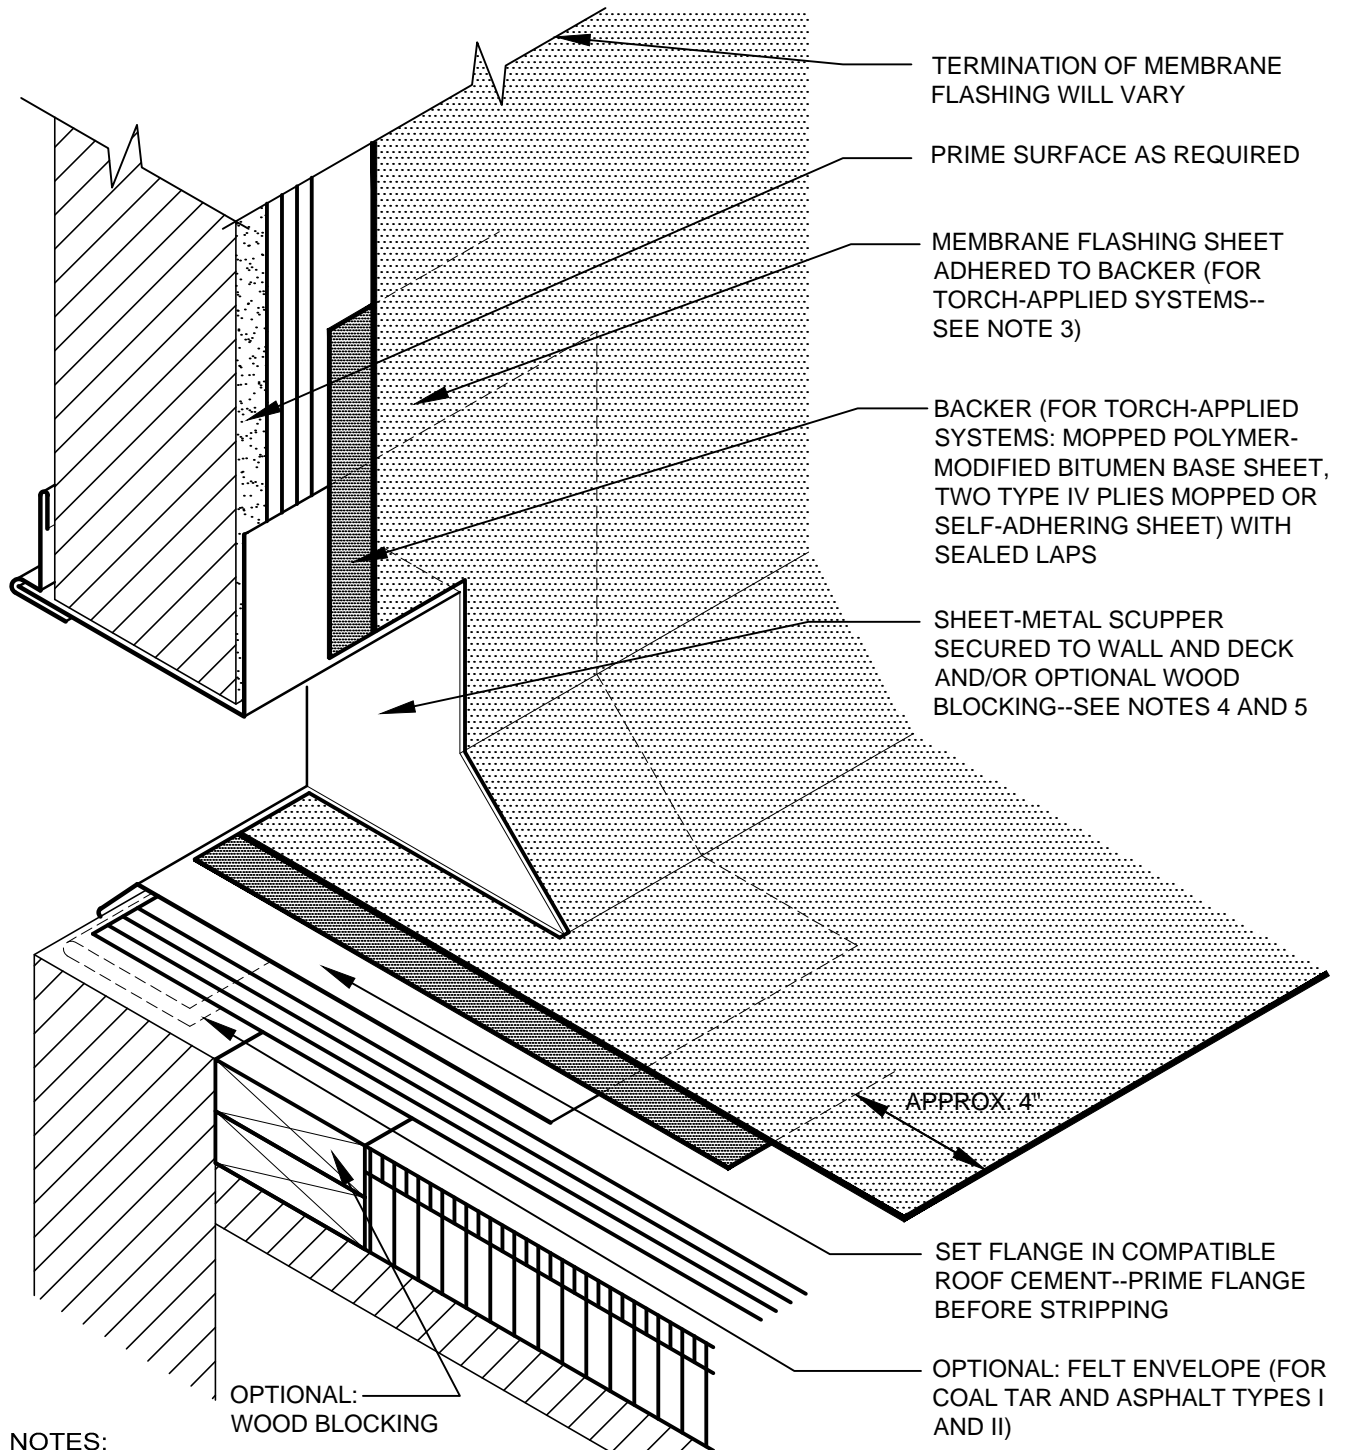 TERMINATION OF MEMBRANE
FLASHING WILL VARY
PRIME SURFACE AS REQUIRED
MEMBRANE FLASHING SHEET
ADHERED TO BACKER (FOR
TORCH-APPLIED SYSTEMS--
SEE NOTE 3)
BACKER (FOR TORCH-APPLIED
SYSTEMS: MOPPED POLYMER-
MODIFIED BITUMEN BASE SHEET,
TWO TYPE IV PLIES MOPPED OR
SELF-ADHERING SHEET) WITH
SEALED LAPS
SHEET-METAL SCUPPER
SECURED TO WALL AND DECK
AND/OR OPTIONAL WOOD
BLOCKING--SEE NOTES 4 AND 5
APPROX. 4"
SET FLANGE IN COMPATIBLE
ROOF CEMENT--PRIME FLANGE
BEFORE STRIPPING
OPTIONAL: FELT ENVELOPE (FOR
COAL TAR AND ASPHALT TYPES I
AND II)
OPTIONAL:
WOOD BLOCKING
NOTES: